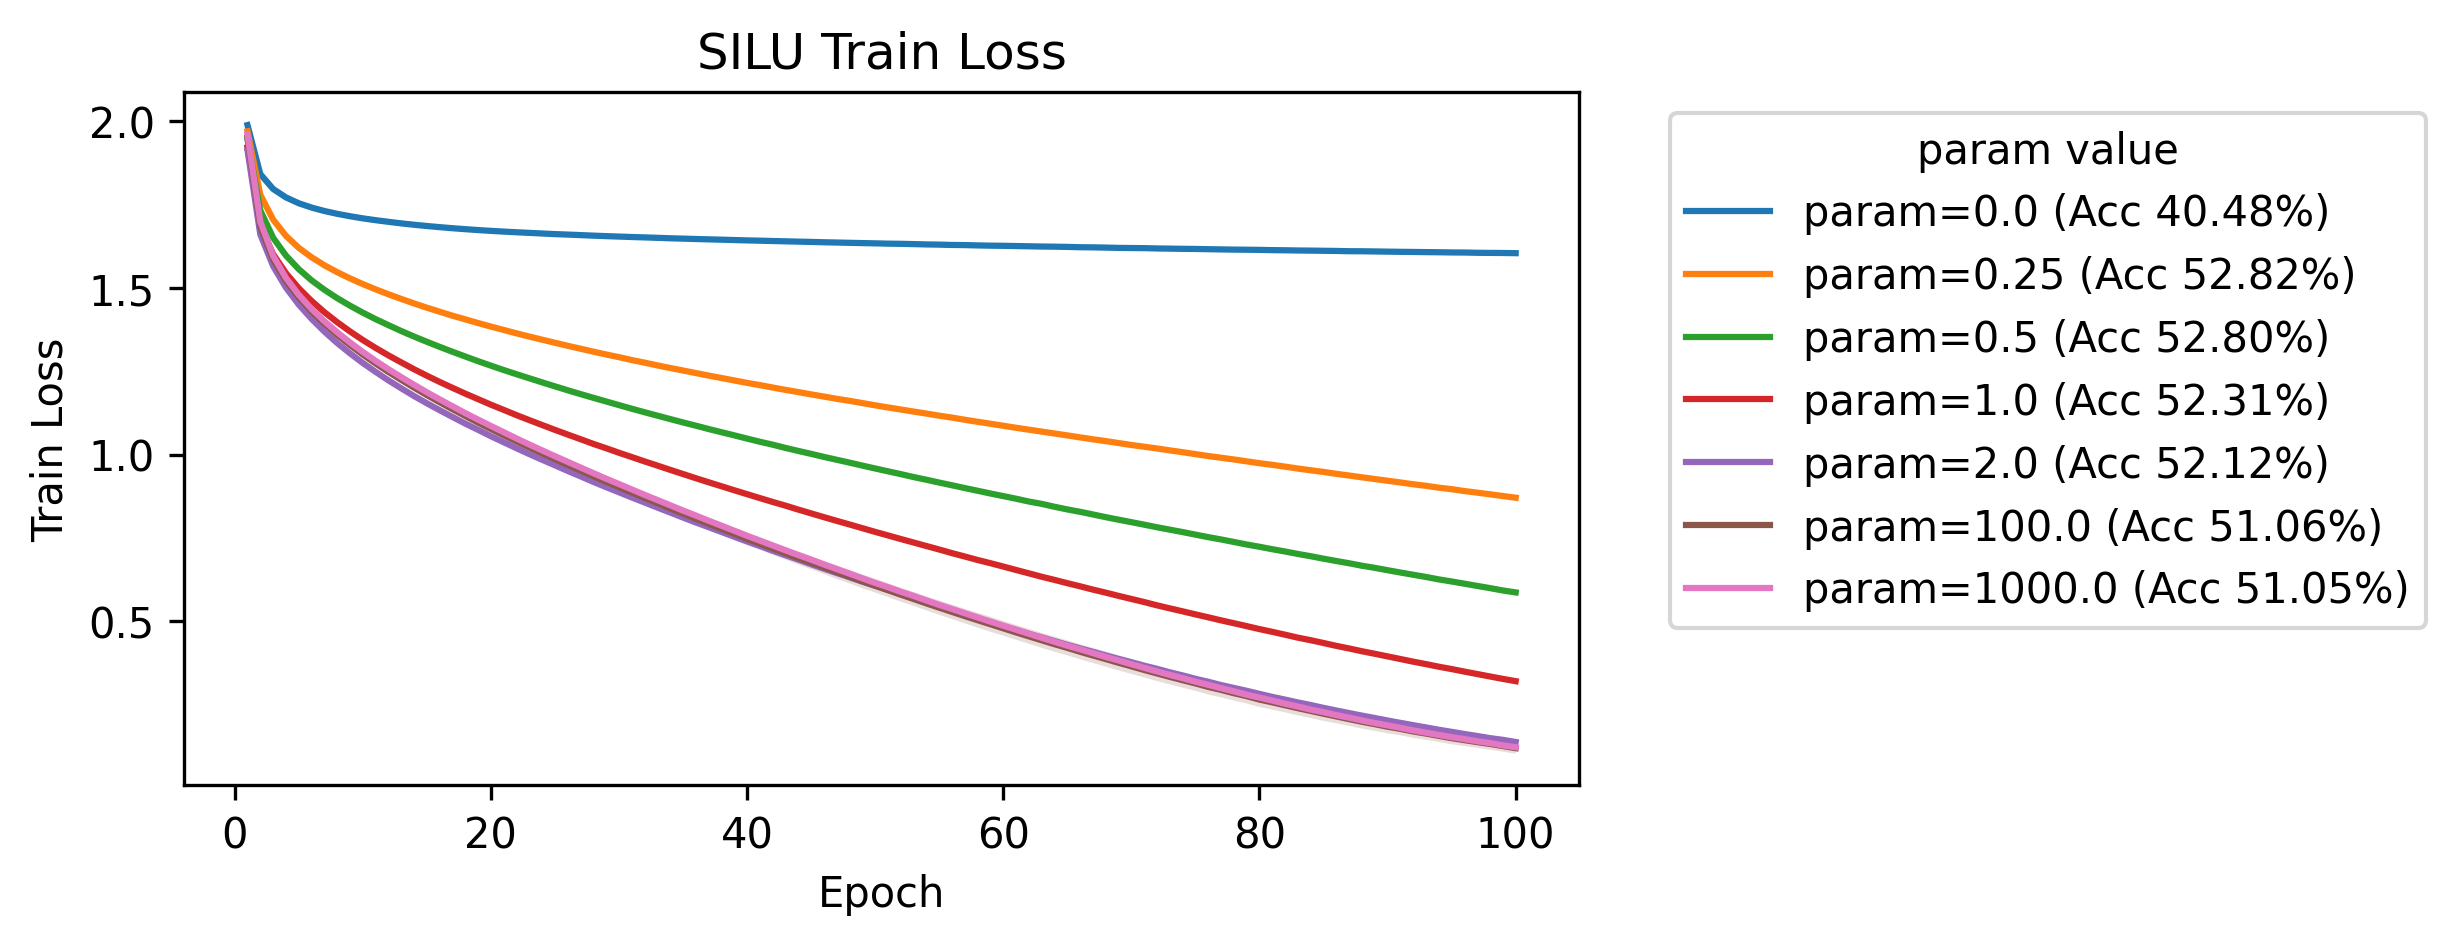 SILU Train Loss
Train Loss
2.0
1.5
1.0
0.5
0
20
40
60
80
100
Epoch
param value
param=0.0 (Acc 40.48%)
param=0.25 (Acc 52.82%)
param=0.5 (Acc 52.80%)
param=1.0 (Acc 52.31%)
param=2.0 (Acc 52.12%)
param=100.0 (Acc 51.06%)
param=1000.0 (Acc 51.05%)